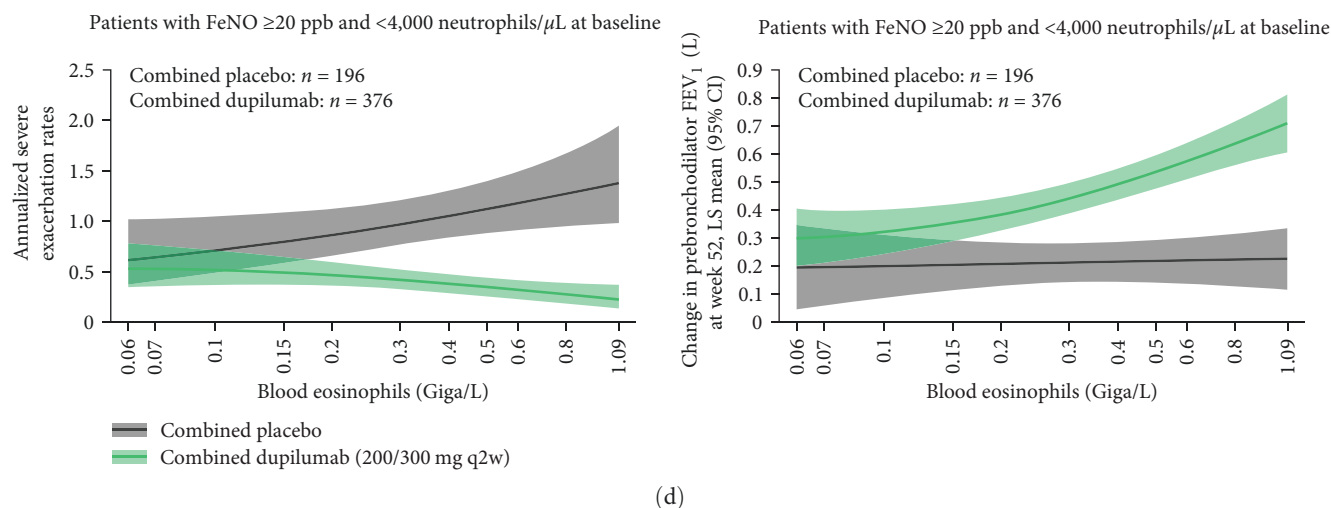 Patients with FeNO ≥20 ppb and <4,000 neutrophils/μL at baseline
Combined placebo: n = 196
Combined dupilumab: n = 376
Annualized severe
exacerbation rates
2.5
2.0
1.5
1.0
0.5
0
0.06
0.07
0.1
0.15
0.2
0.3
0.4
0.5
0.6
0.8
1.09
Blood eosinophils (Giga/L)
Patients with FeNO ≥20 ppb and <4,000 neutrophils/μL at baseline
Combined placebo: n = 196
Combined dupilumab: n = 376
Change in prebronchodilator FEV₁ (L)
at week 52, LS mean (95% CI)
0.9
0.8
0.7
0.6
0.5
0.4
0.3
0.2
0.1
0
0.06
0.07
0.1
0.15
0.2
0.3
0.4
0.5
0.6
0.8
1.09
Blood eosinophils (Giga/L)
Combined placebo
Combined dupilumab (200/300 mg q2w)
(d)